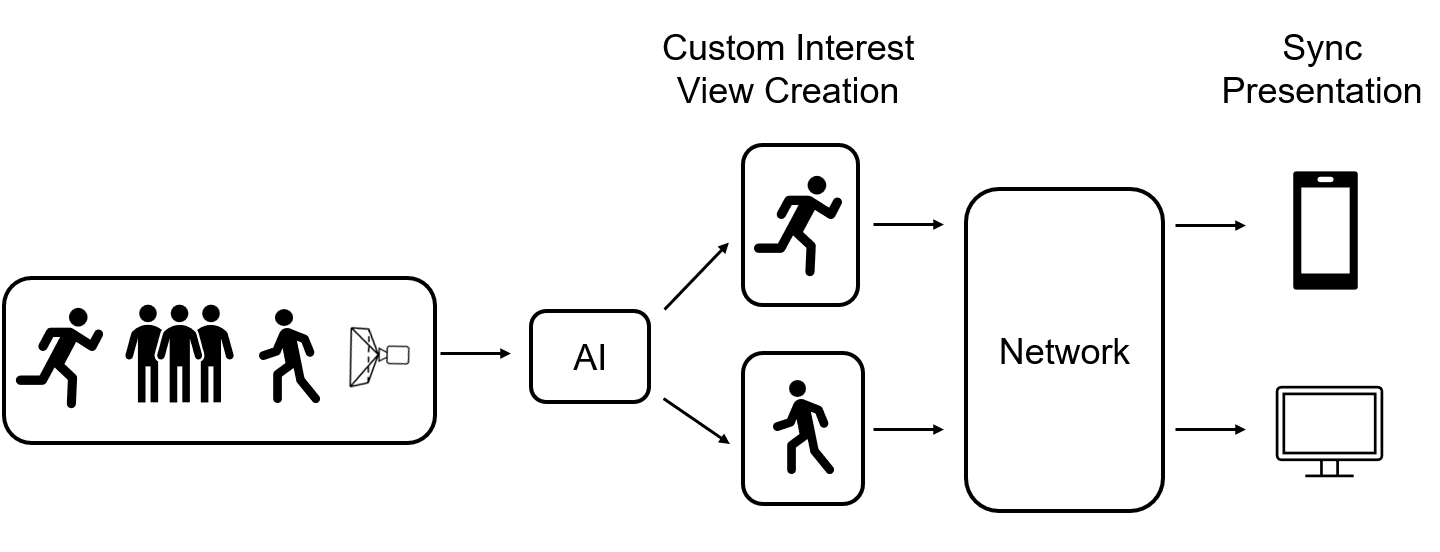 Custom Interest
View Creation
Sync
Presentation
AI
Network